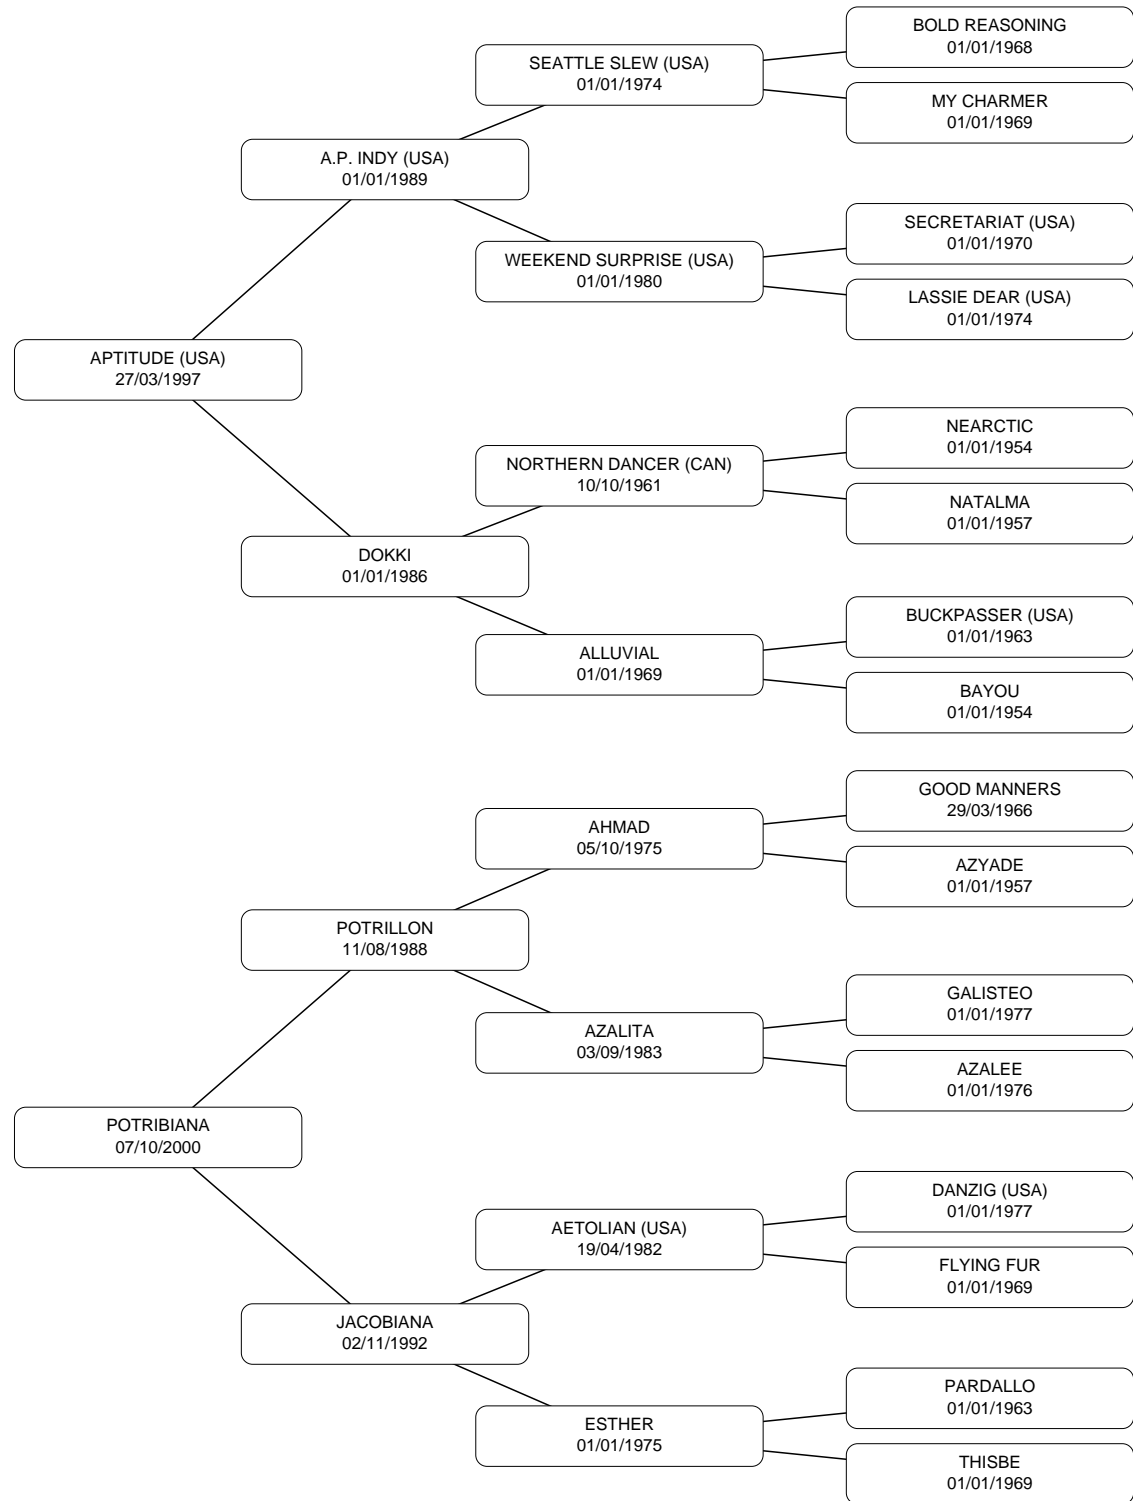 BOLD REASONING
01/01/1968
SEATTLE SLEW (USA)
01/01/1974
MY CHARMER
01/01/1969
A.P. INDY (USA)
01/01/1989
SECRETARIAT (USA)
01/01/1970
WEEKEND SURPRISE (USA)
01/01/1980
LASSIE DEAR (USA)
01/01/1974
APTITUDE (USA)
27/03/1997
NEARCTIC
01/01/1954
NORTHERN DANCER (CAN)
10/10/1961
NATALMA
01/01/1957
DOKKI
01/01/1986
BUCKPASSER (USA)
01/01/1963
ALLUVIAL
01/01/1969
BAYOU
01/01/1954
GOOD MANNERS
29/03/1966
AHMAD
05/10/1975
AZYADE
01/01/1957
POTRILLON
11/08/1988
GALISTEO
01/01/1977
AZALITA
03/09/1983
AZALEE
01/01/1976
POTRIBIANA
07/10/2000
DANZIG (USA)
01/01/1977
AETOLIAN (USA)
19/04/1982
FLYING FUR
01/01/1969
JACOBIANA
02/11/1992
PARDALLO
01/01/1963
ESTHER
01/01/1975
THISBE
01/01/1969